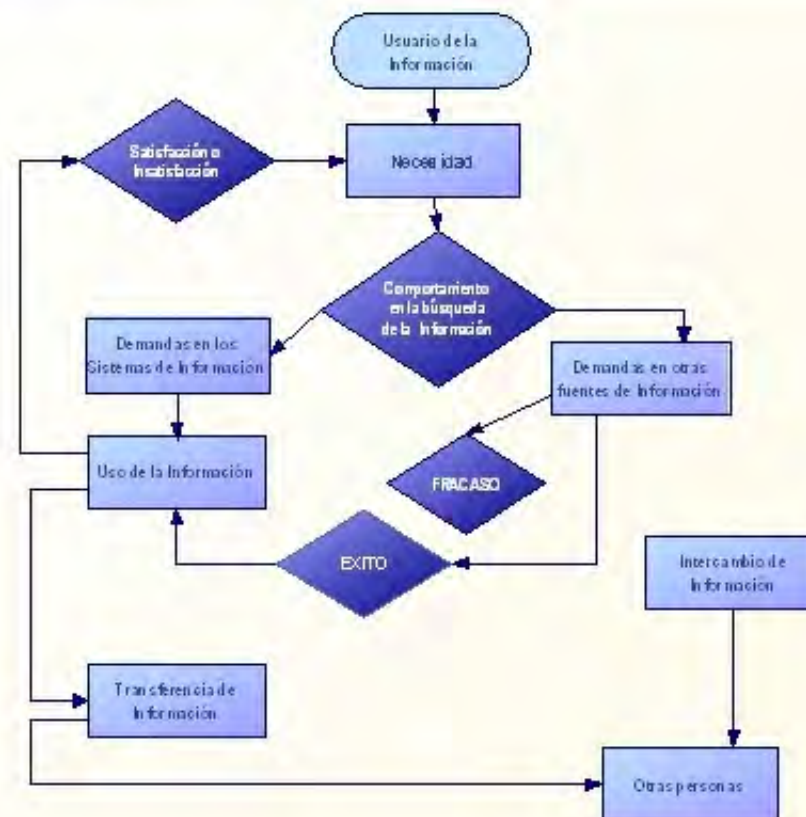 Usuario de la
Información
Satisfacción o
Insatisfacción
Necesidad
Comportamiento
en la búsqueda
de la Información
Demandas en los
Sistemas de Información
Demandas en otras
fuentes de Información
Uso de la Información
FRACASO
EXITO
Intercambio de
Información
Transferencia de
Información
Otras personas